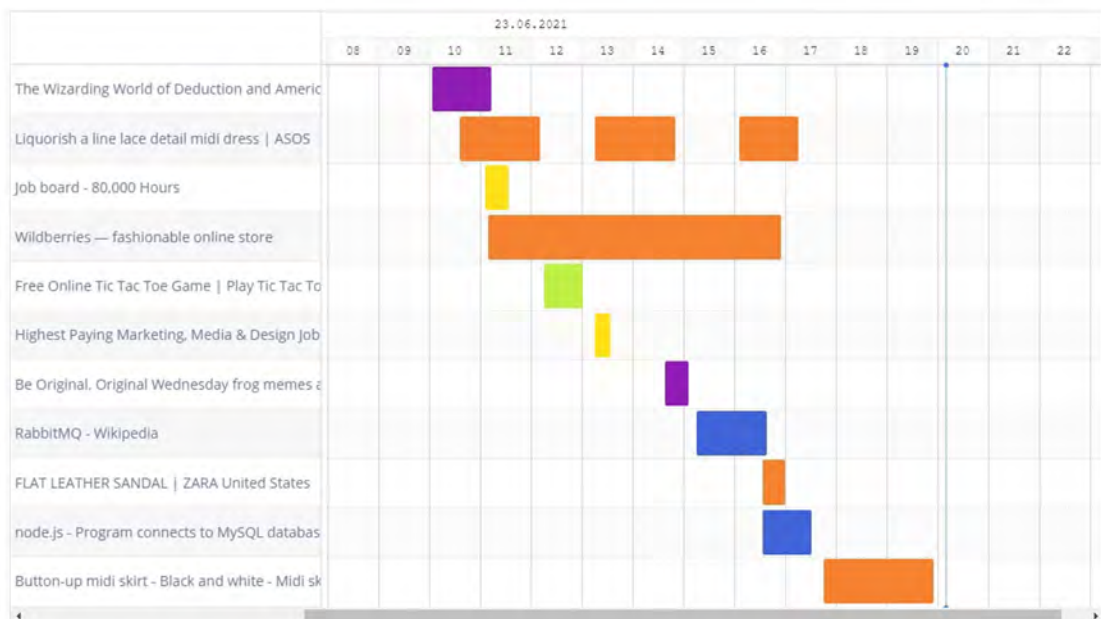 23.06.2021
08 09 10 11 12 13 14 15 16 17 18 19 20 21 22
The Wizarding World of Deduction and Americ
Liquorish a line lace detail midi dress | ASOS
Job board - 80,000 Hours
Wildberries — fashionable online store
Free Online Tic Tac Toe Game | Play Tic Tac To
Highest Paying Marketing, Media & Design Job
Be Original. Original Wednesday frog memes a
RabbitMQ - Wikipedia
FLAT LEATHER SANDAL | ZARA United States
node.js - Program connects to MySQL databas
Button-up midi skirt - Black and white - Midi sk